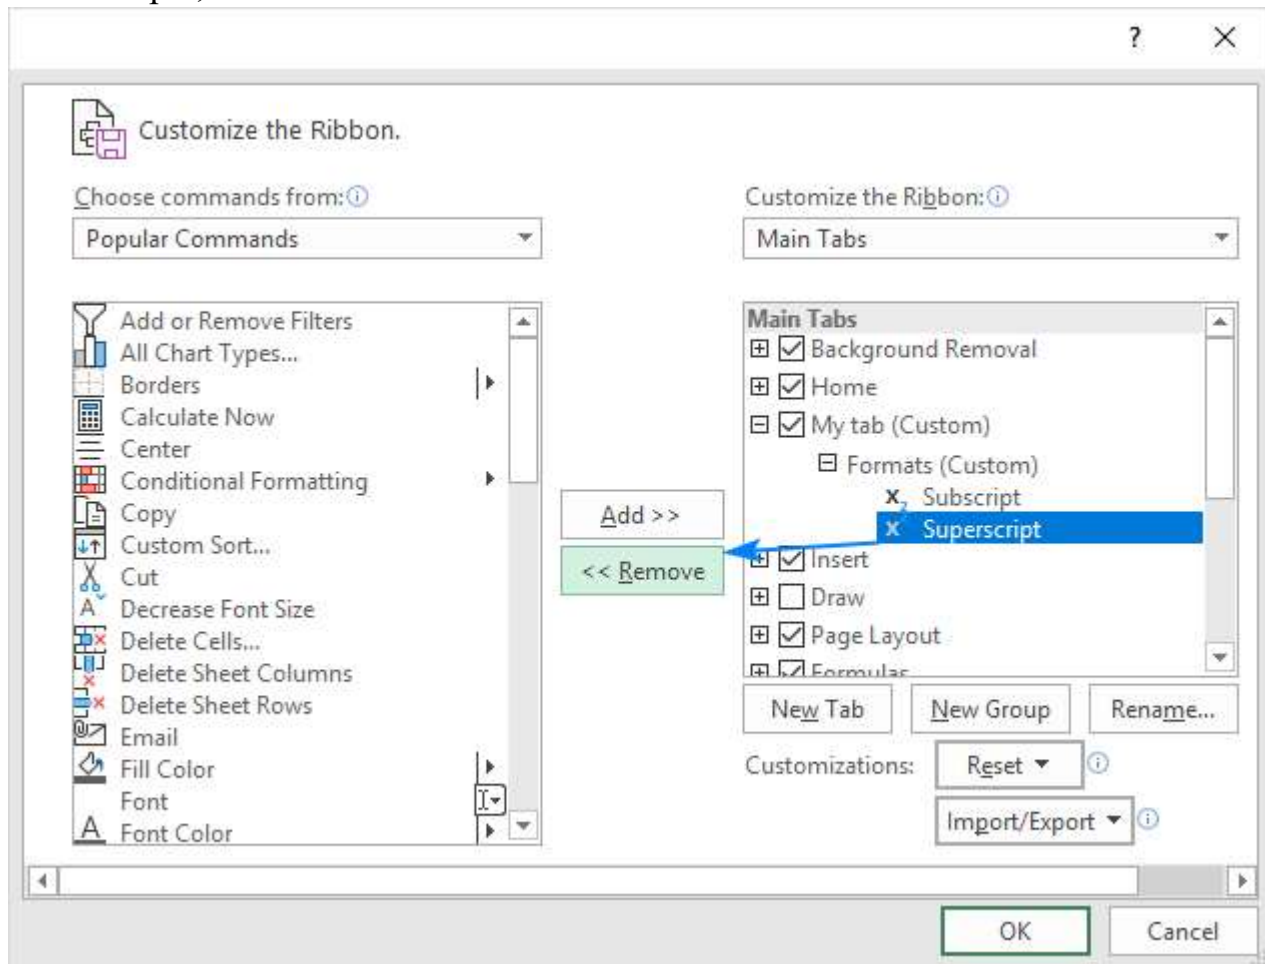 ?
Customize the Ribbon.
Choose commands from:
Popular Commands
Add or Remove Filters
All Chart Types...
Borders
Calculate Now
Center
Conditional Formatting
Copy
Custom Sort...
Cut
Decrease Font Size
Delete Cells...
Delete Sheet Columns
Delete Sheet Rows
Email
Fill Color
Font
Font Color
Add >>
<< Remove
Customize the Ribbon:
Main Tabs
Main Tabs
Background Removal
Home
My tab (Custom)
Formats (Custom)
Subscript
Superscript
Insert
Draw
Page Layout
Formulas
New Tab
New Group
Rename...
Customizations:
Reset
Import/Export
OK
Cancel